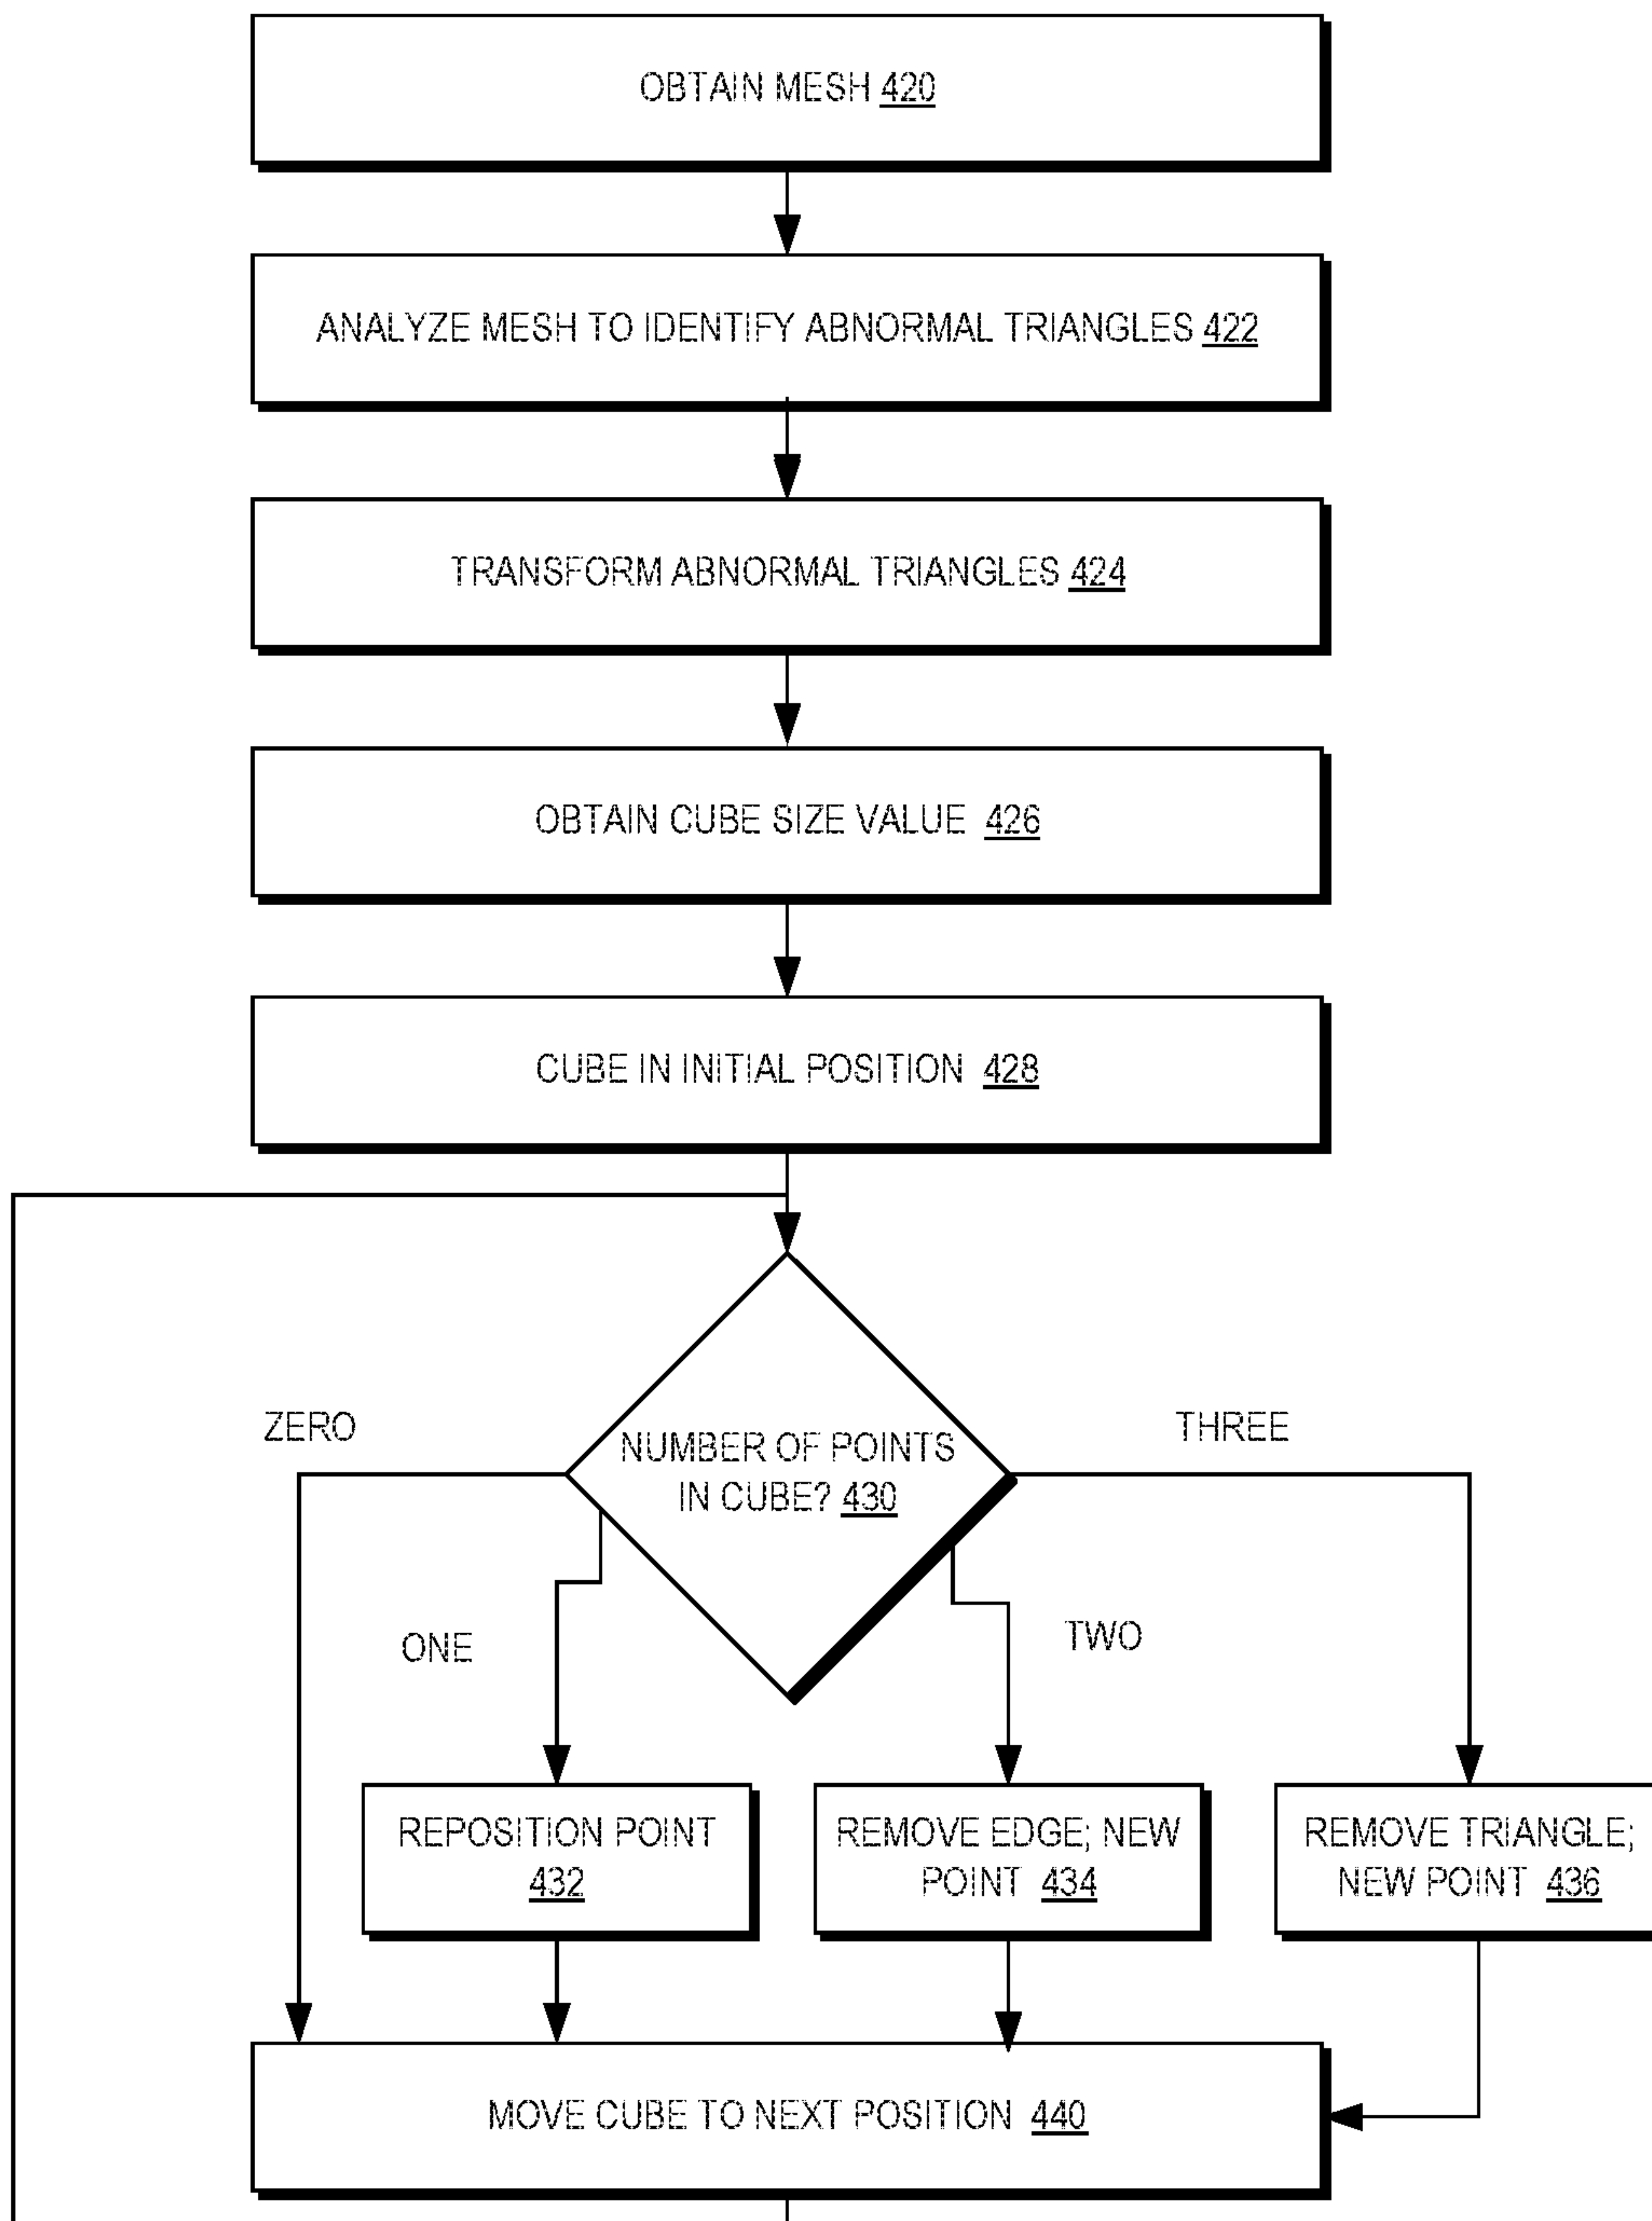 OBTAIN MESH 420
ANALYZE MESH TO IDENTIFY ABNORMAL TRIANGLES 422
TRANSFORM ABNORMAL TRIANGLES 424
OBTAIN CUBE SIZE VALUE 426
CUBE IN INITIAL POSITION 428
ZERO
THREE
NUMBER OF POINTS
IN CUBE? 430
ONE
TWO
REPOSITION POINT
432
REMOVE EDGE; NEW
POINT 434
REMOVE TRIANGLE;
NEW POINT 436
MOVE CUBE TO NEXT POSITION 440